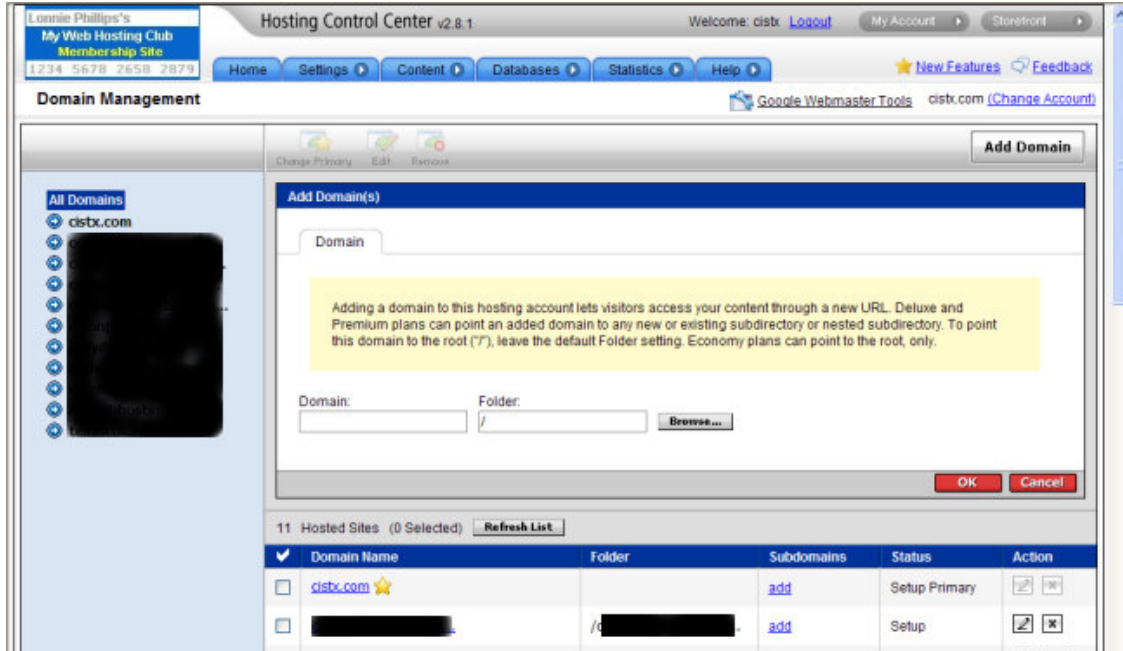 Lonnie Phillips's
My Web Hosting Club
Membership Site
1234 5678 2658 2879
Hosting Control Center v2.8.1
Welcome: cistx Logout
My Account
Storefront
Home
Settings
Content
Databases
Statistics
Help
New Features
Feedback
Domain Management
Google Webmaster Tools
cistx.com (Change Account)
Change Primary
Edit
Remove
Add Domain
All Domains
cistx.com
Add Domain(s)
Domain
Adding a domain to this hosting account lets visitors access your content through a new URL. Deluxe and
Premium plans can point an added domain to any new or existing subdirectory or nested subdirectory. To point
this domain to the root ("/"), leave the default Folder setting. Economy plans can point to the root, only.
Domain:
Folder:
/
Browse...
OK
Cancel
11 Hosted Sites (0 Selected) Refresh List
Domain Name Folder Subdomains Status Action
cistx.com add Setup Primary
add Setup